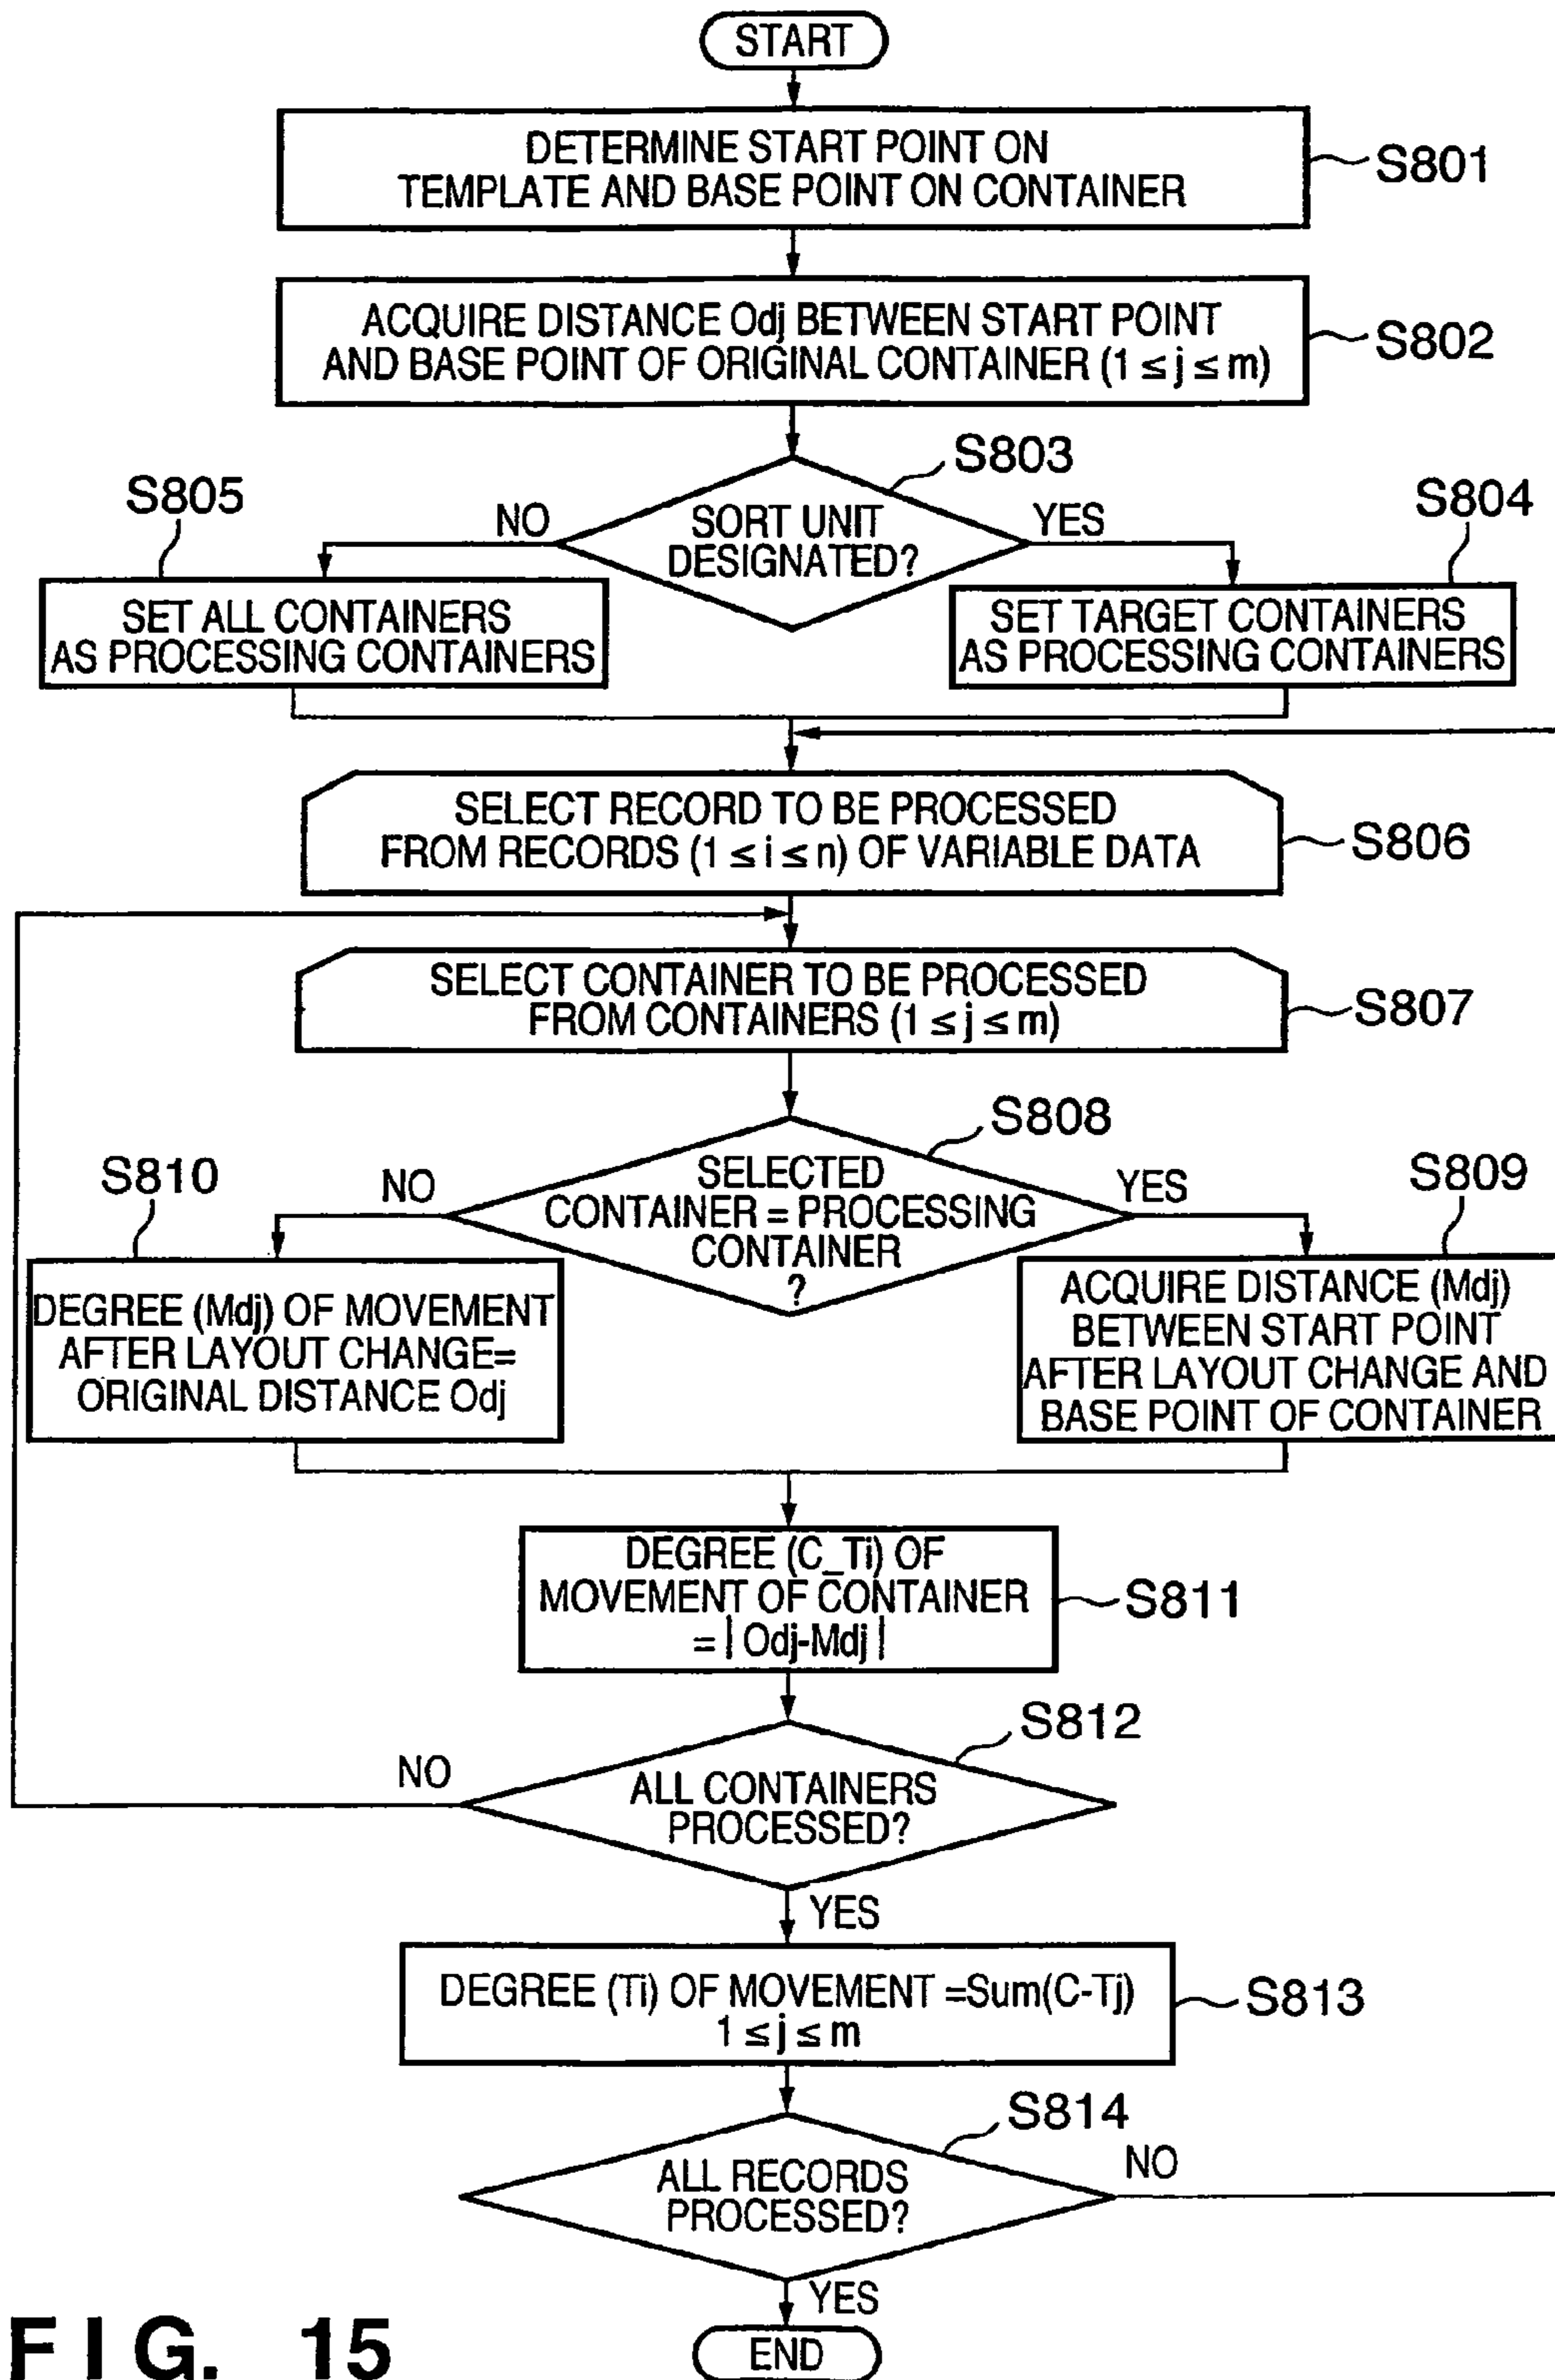 START
DETERMINE START POINT ON
TEMPLATE AND BASE POINT ON CONTAINER
S801
ACQUIRE DISTANCE Odj BETWEEN START POINT
AND BASE POINT OF ORIGINAL CONTAINER (1 ≤ j ≤ m)
S802
S803
SORT UNIT
DESIGNATED?
NO
YES
S805
SET ALL CONTAINERS
AS PROCESSING CONTAINERS
S804
SET TARGET CONTAINERS
AS PROCESSING CONTAINERS
SELECT RECORD TO BE PROCESSED
FROM RECORDS (1 ≤ i ≤ n) OF VARIABLE DATA
S806
SELECT CONTAINER TO BE PROCESSED
FROM CONTAINERS (1 ≤ j ≤ m)
S807
S808
SELECTED
CONTAINER = PROCESSING
CONTAINER
?
NO
YES
S810
DEGREE (Mdj) OF MOVEMENT
AFTER LAYOUT CHANGE=
ORIGINAL DISTANCE Odj
S809
ACQUIRE DISTANCE (Mdj)
BETWEEN START POINT
AFTER LAYOUT CHANGE AND
BASE POINT OF CONTAINER
DEGREE (C_Ti) OF
MOVEMENT OF CONTAINER
= | Odj-Mdj |
S811
S812
ALL CONTAINERS
PROCESSED?
NO
YES
DEGREE (Ti) OF MOVEMENT =Sum(C-Tj)
1 ≤ j ≤ m
S813
S814
ALL RECORDS
PROCESSED?
NO
YES
END
FIG. 15